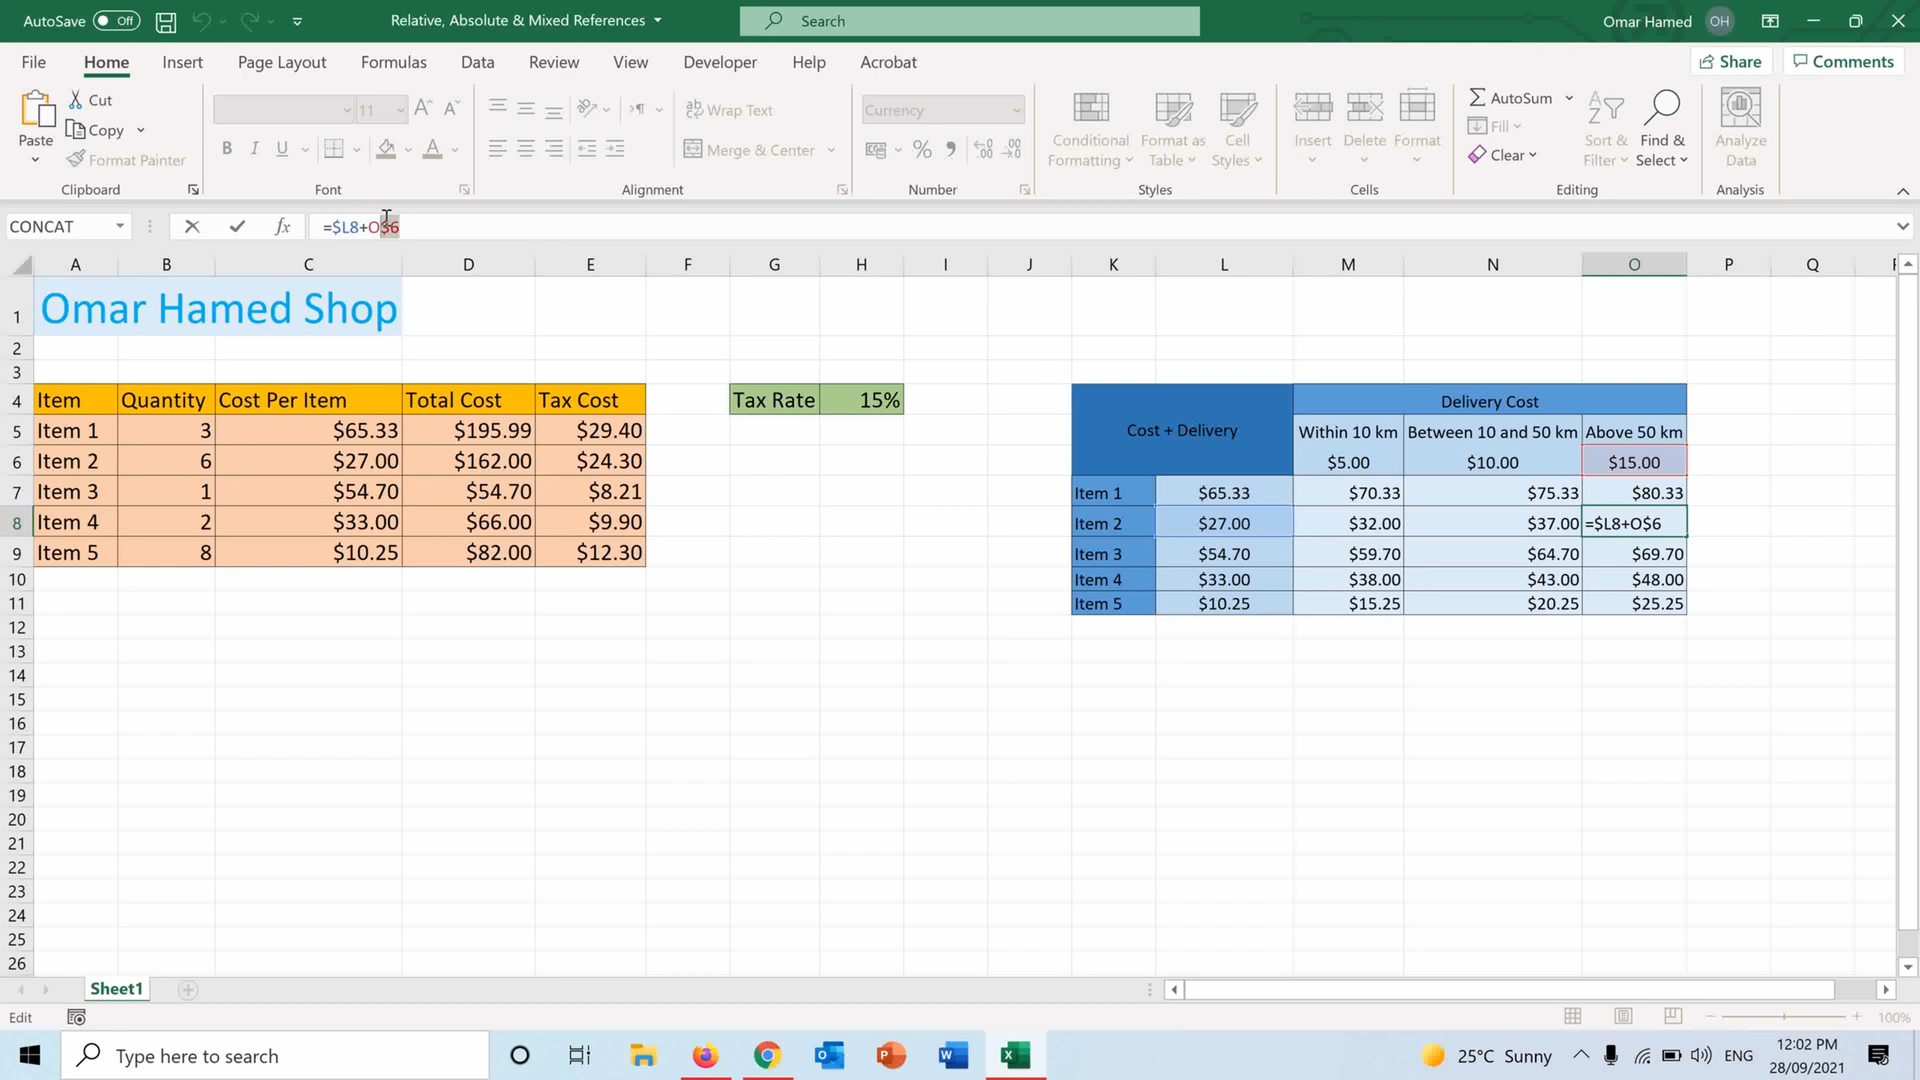 AutoSave Off Relative, Absolute & Mixed References Search Omar Hamed OH
File Home Insert Page Layout Formulas Data Review View Developer Help Acrobat Share Comments
Paste
Cut
Copy
Format Painter
Clipboard
11
B I U A
Font
Wrap Text
Merge & Center
Alignment
Currency
Number
Conditional Formatting
Format as Table
Cell Styles
Styles
Insert Delete Format
Cells
AutoSum
Fill
Clear
Sort & Filter
Find & Select
Editing
Analyze Data
Analysis
CONCAT fx =$L8+O$6
A B C D E F G H I J K L M N O P Q
1 Omar Hamed Shop
2
3
4 Item Quantity Cost Per Item Total Cost Tax Cost Tax Rate 15% Delivery Cost
Cost + Delivery
5 Item 1 3 $65.33 $195.99 $29.40 Within 10 km Between 10 and 50 km Above 50 km
6 Item 2 6 $27.00 $162.00 $24.30 $5.00 $10.00 $15.00
7 Item 3 1 $54.70 $54.70 $8.21 Item 1 $65.33 $70.33 $75.33 $80.33
8 Item 4 2 $33.00 $66.00 $9.90 Item 2 $27.00 $32.00 $37.00 =$L8+O$6
9 Item 5 8 $10.25 $82.00 $12.30 Item 3 $54.70 $59.70 $64.70 $69.70
10 Item 4 $33.00 $38.00 $43.00 $48.00
11 Item 5 $10.25 $15.25 $20.25 $25.25
12
13
14
15
16
17
18
19
20
21
22
23
24
25
26
Sheet1
Edit 100%
Type here to search 25°C Sunny ENG 12:02 PM
28/09/2021